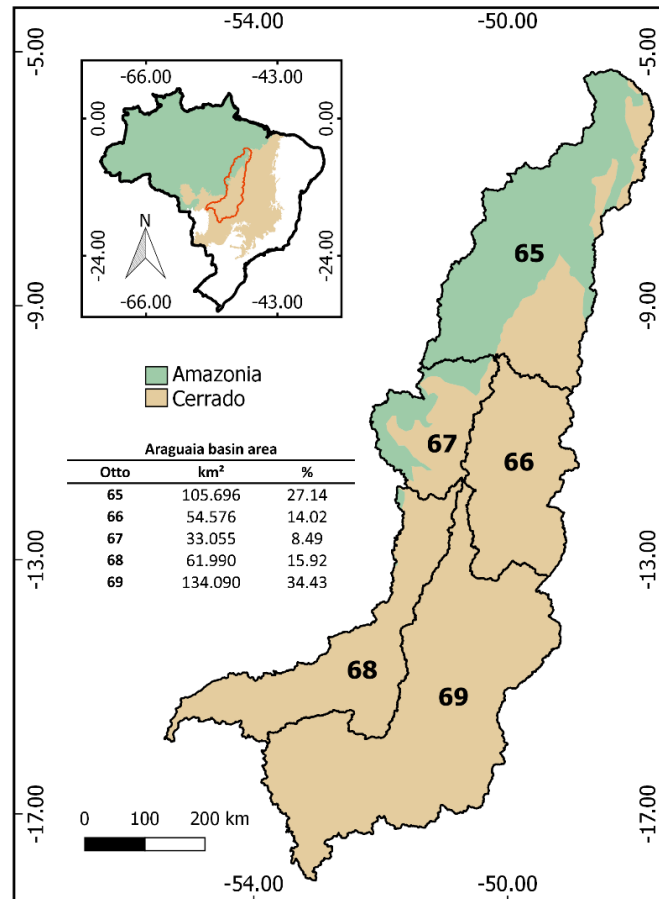 -54.00 -50.00
-5.00 -5.00
-66.00 -43.00
0.00 0.00
N
-24.00 -24.00
-66.00 -43.00
65
-9.00 -9.00
Amazonia
Cerrado
67
66
Araguaia basin area
Otto km² %
65 105.696 27.14
66 54.576 14.02
67 33.055 8.49
68 61.990 15.92
69 134.090 34.43
-13.00 -13.00
68
69
-17.00 -17.00
0 100 200 km
-54.00 -50.00